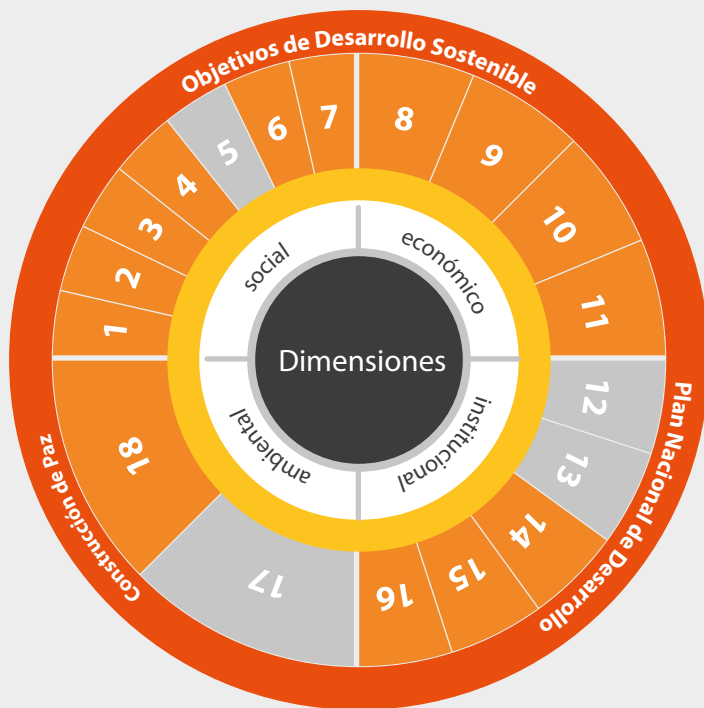 Objetivos de Desarrollo Sostenible
Plan Nacional de Desarrollo
Construcción de Paz
1
2
3
4
5
6
7
8
9
10
11
12
13
14
15
16
17
18
social
económico
institucional
ambiental
Dimensiones